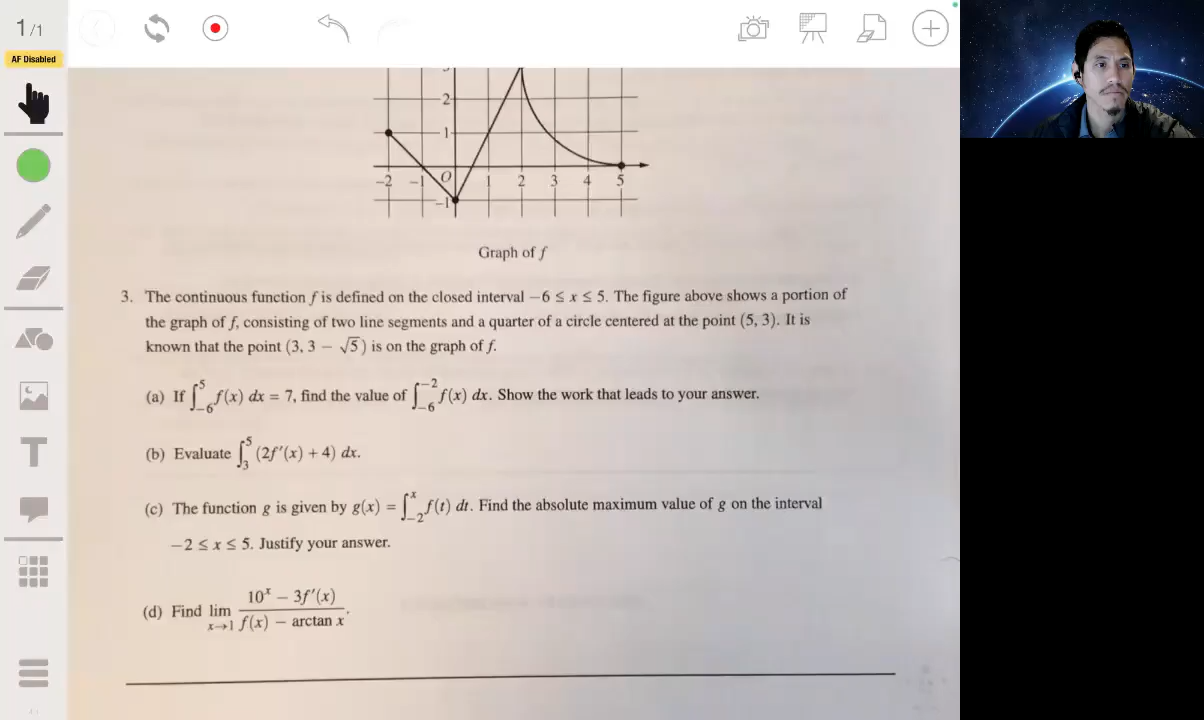 1/1
AF Disabled
2
1
O
-2 -1 1 2 3 4 5
-1
Graph of f
3. The continuous function f is defined on the closed interval −6 ≤ x ≤ 5. The figure above shows a portion of
the graph of f, consisting of two line segments and a quarter of a circle centered at the point (5, 3). It is
known that the point (3, 3 − √5) is on the graph of f.
(a) If ∫_{−6}^{5} f(x) dx = 7, find the value of ∫_{−6}^{−2} f(x) dx. Show the work that leads to your answer.
(b) Evaluate ∫_{3}^{5} (2f′(x) + 4) dx.
(c) The function g is given by g(x) = ∫_{−2}^{x} f(t) dt. Find the absolute maximum value of g on the interval
−2 ≤ x ≤ 5. Justify your answer.
(d) Find lim_{x→1} (10^x − 3f′(x)) / (f(x) − arctan x).
T